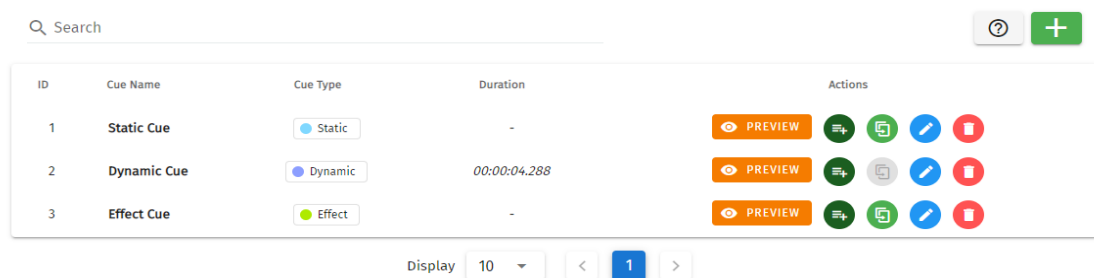 Search
ID Cue Name Cue Type Duration Actions
1 Static Cue Static - PREVIEW
2 Dynamic Cue Dynamic 00:00:04.288 PREVIEW
3 Effect Cue Effect - PREVIEW
Display 10 < 1 >